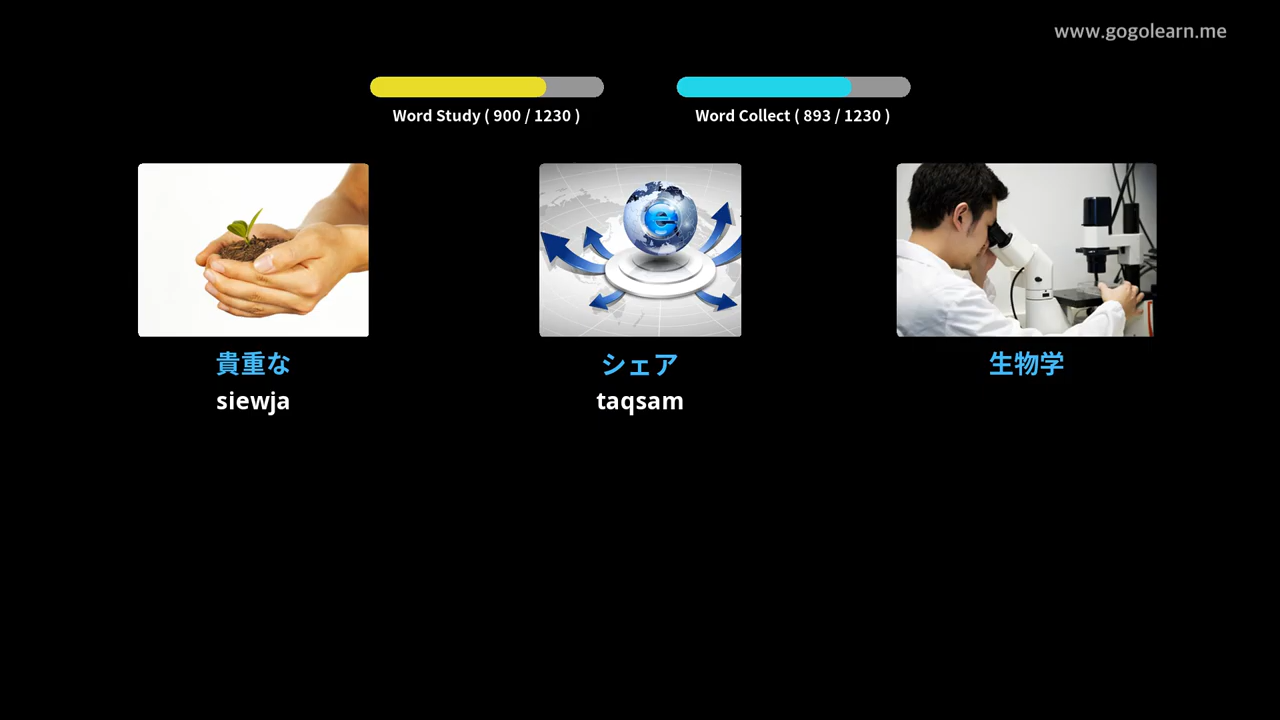 www.gogolearn.me
Word Study ( 900 / 1230 )
Word Collect ( 893 / 1230 )
貴重な
siewja
シェア
taqsam
生物学
e